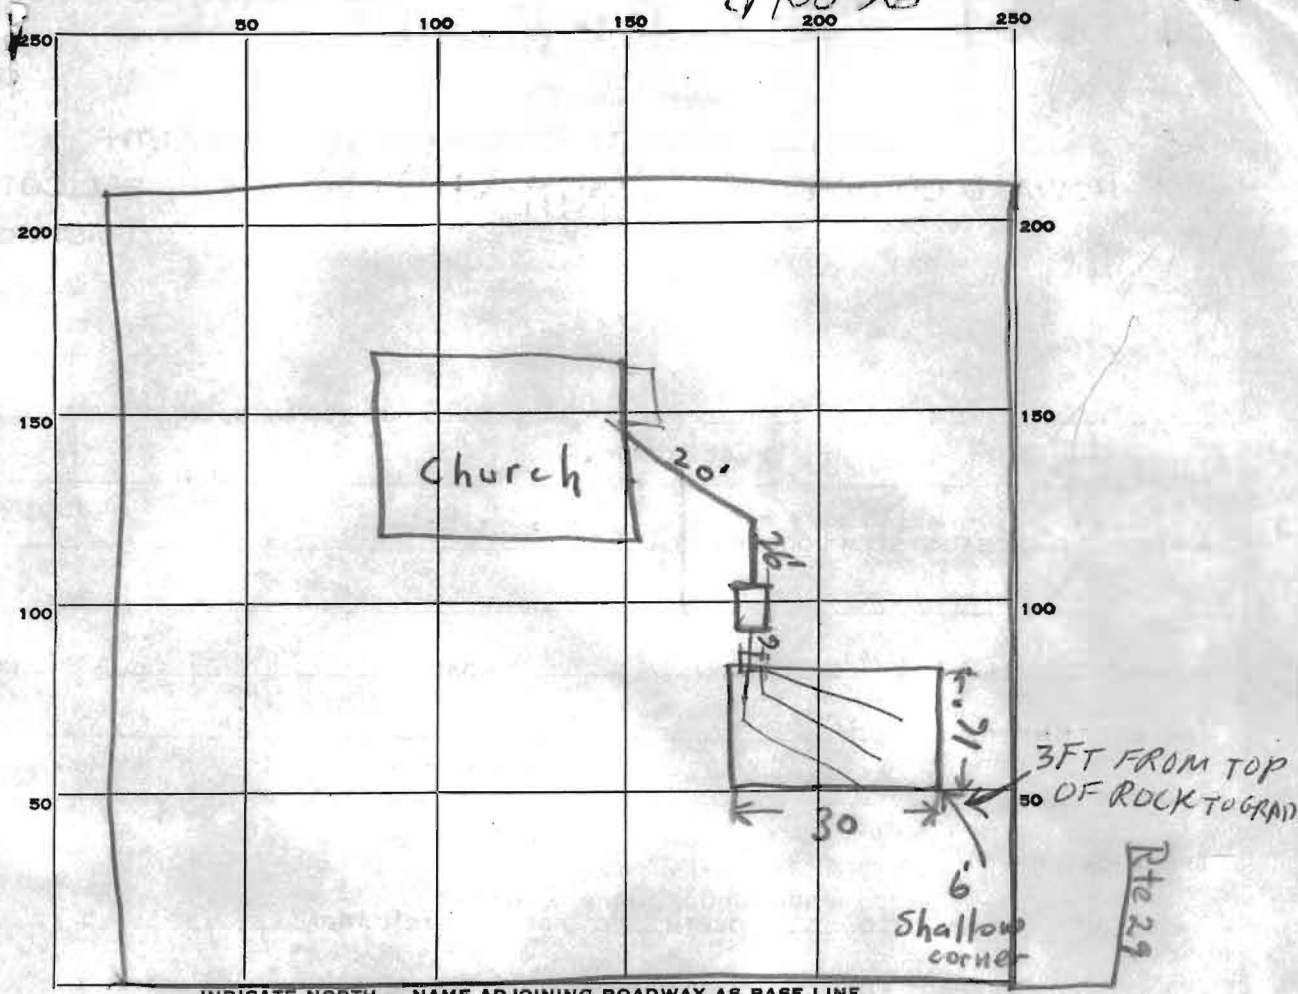 50 100 150 200 250
250
200 200
150 150
Church
20'
26'
100 100
6'
16'
3FT FROM TOP
OF ROCK TO GRAD
50 50
30
6'
Shallow
corner
Rte 29
INDICATE NORTH — NAME ADJOINING ROADWAY AS BASE LINE